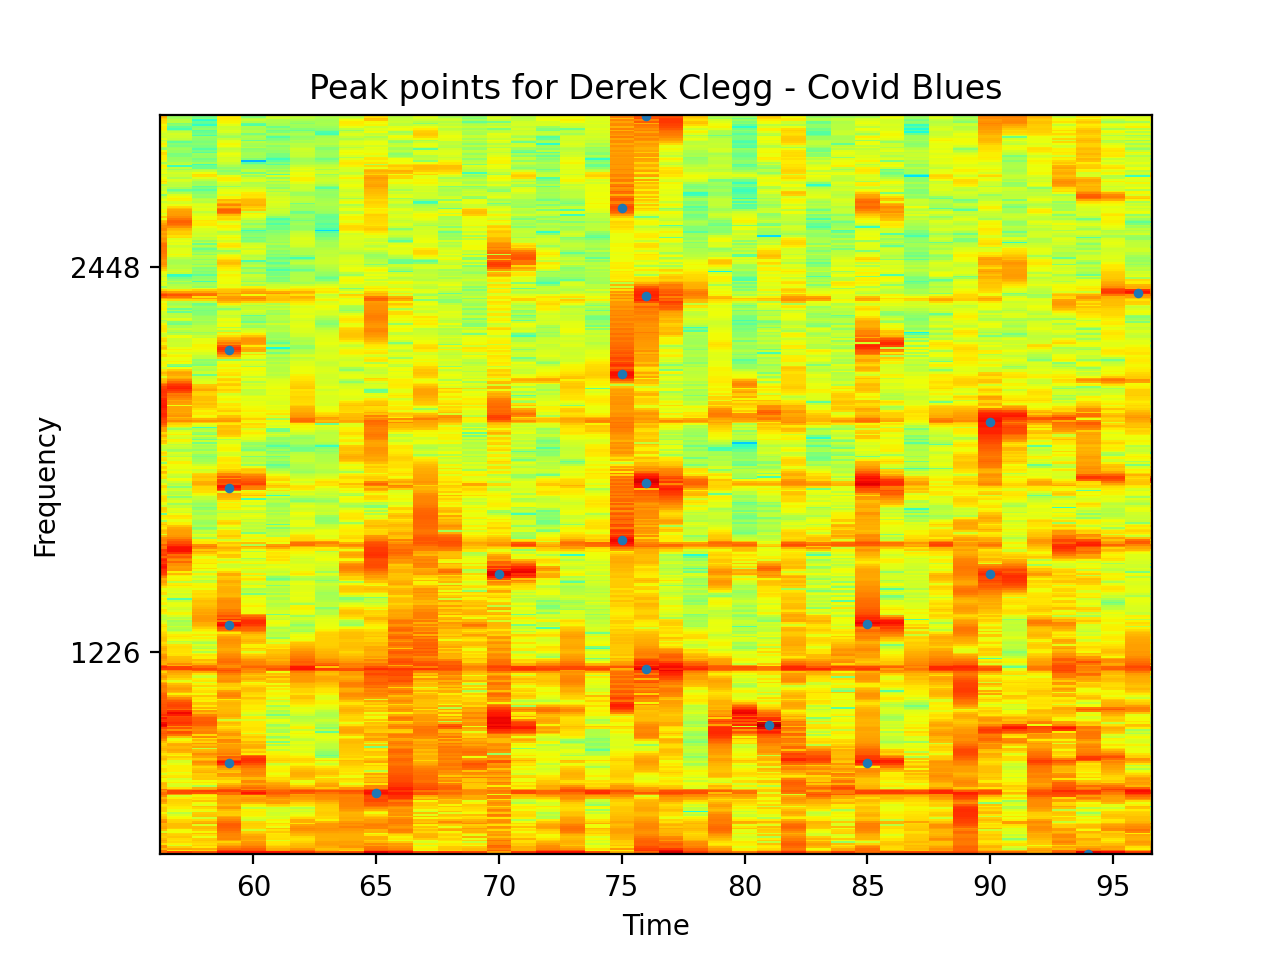 Peak points for Derek Clegg - Covid Blues
Frequency
2448
1226
60 65 70 75 80 85 90 95
Time